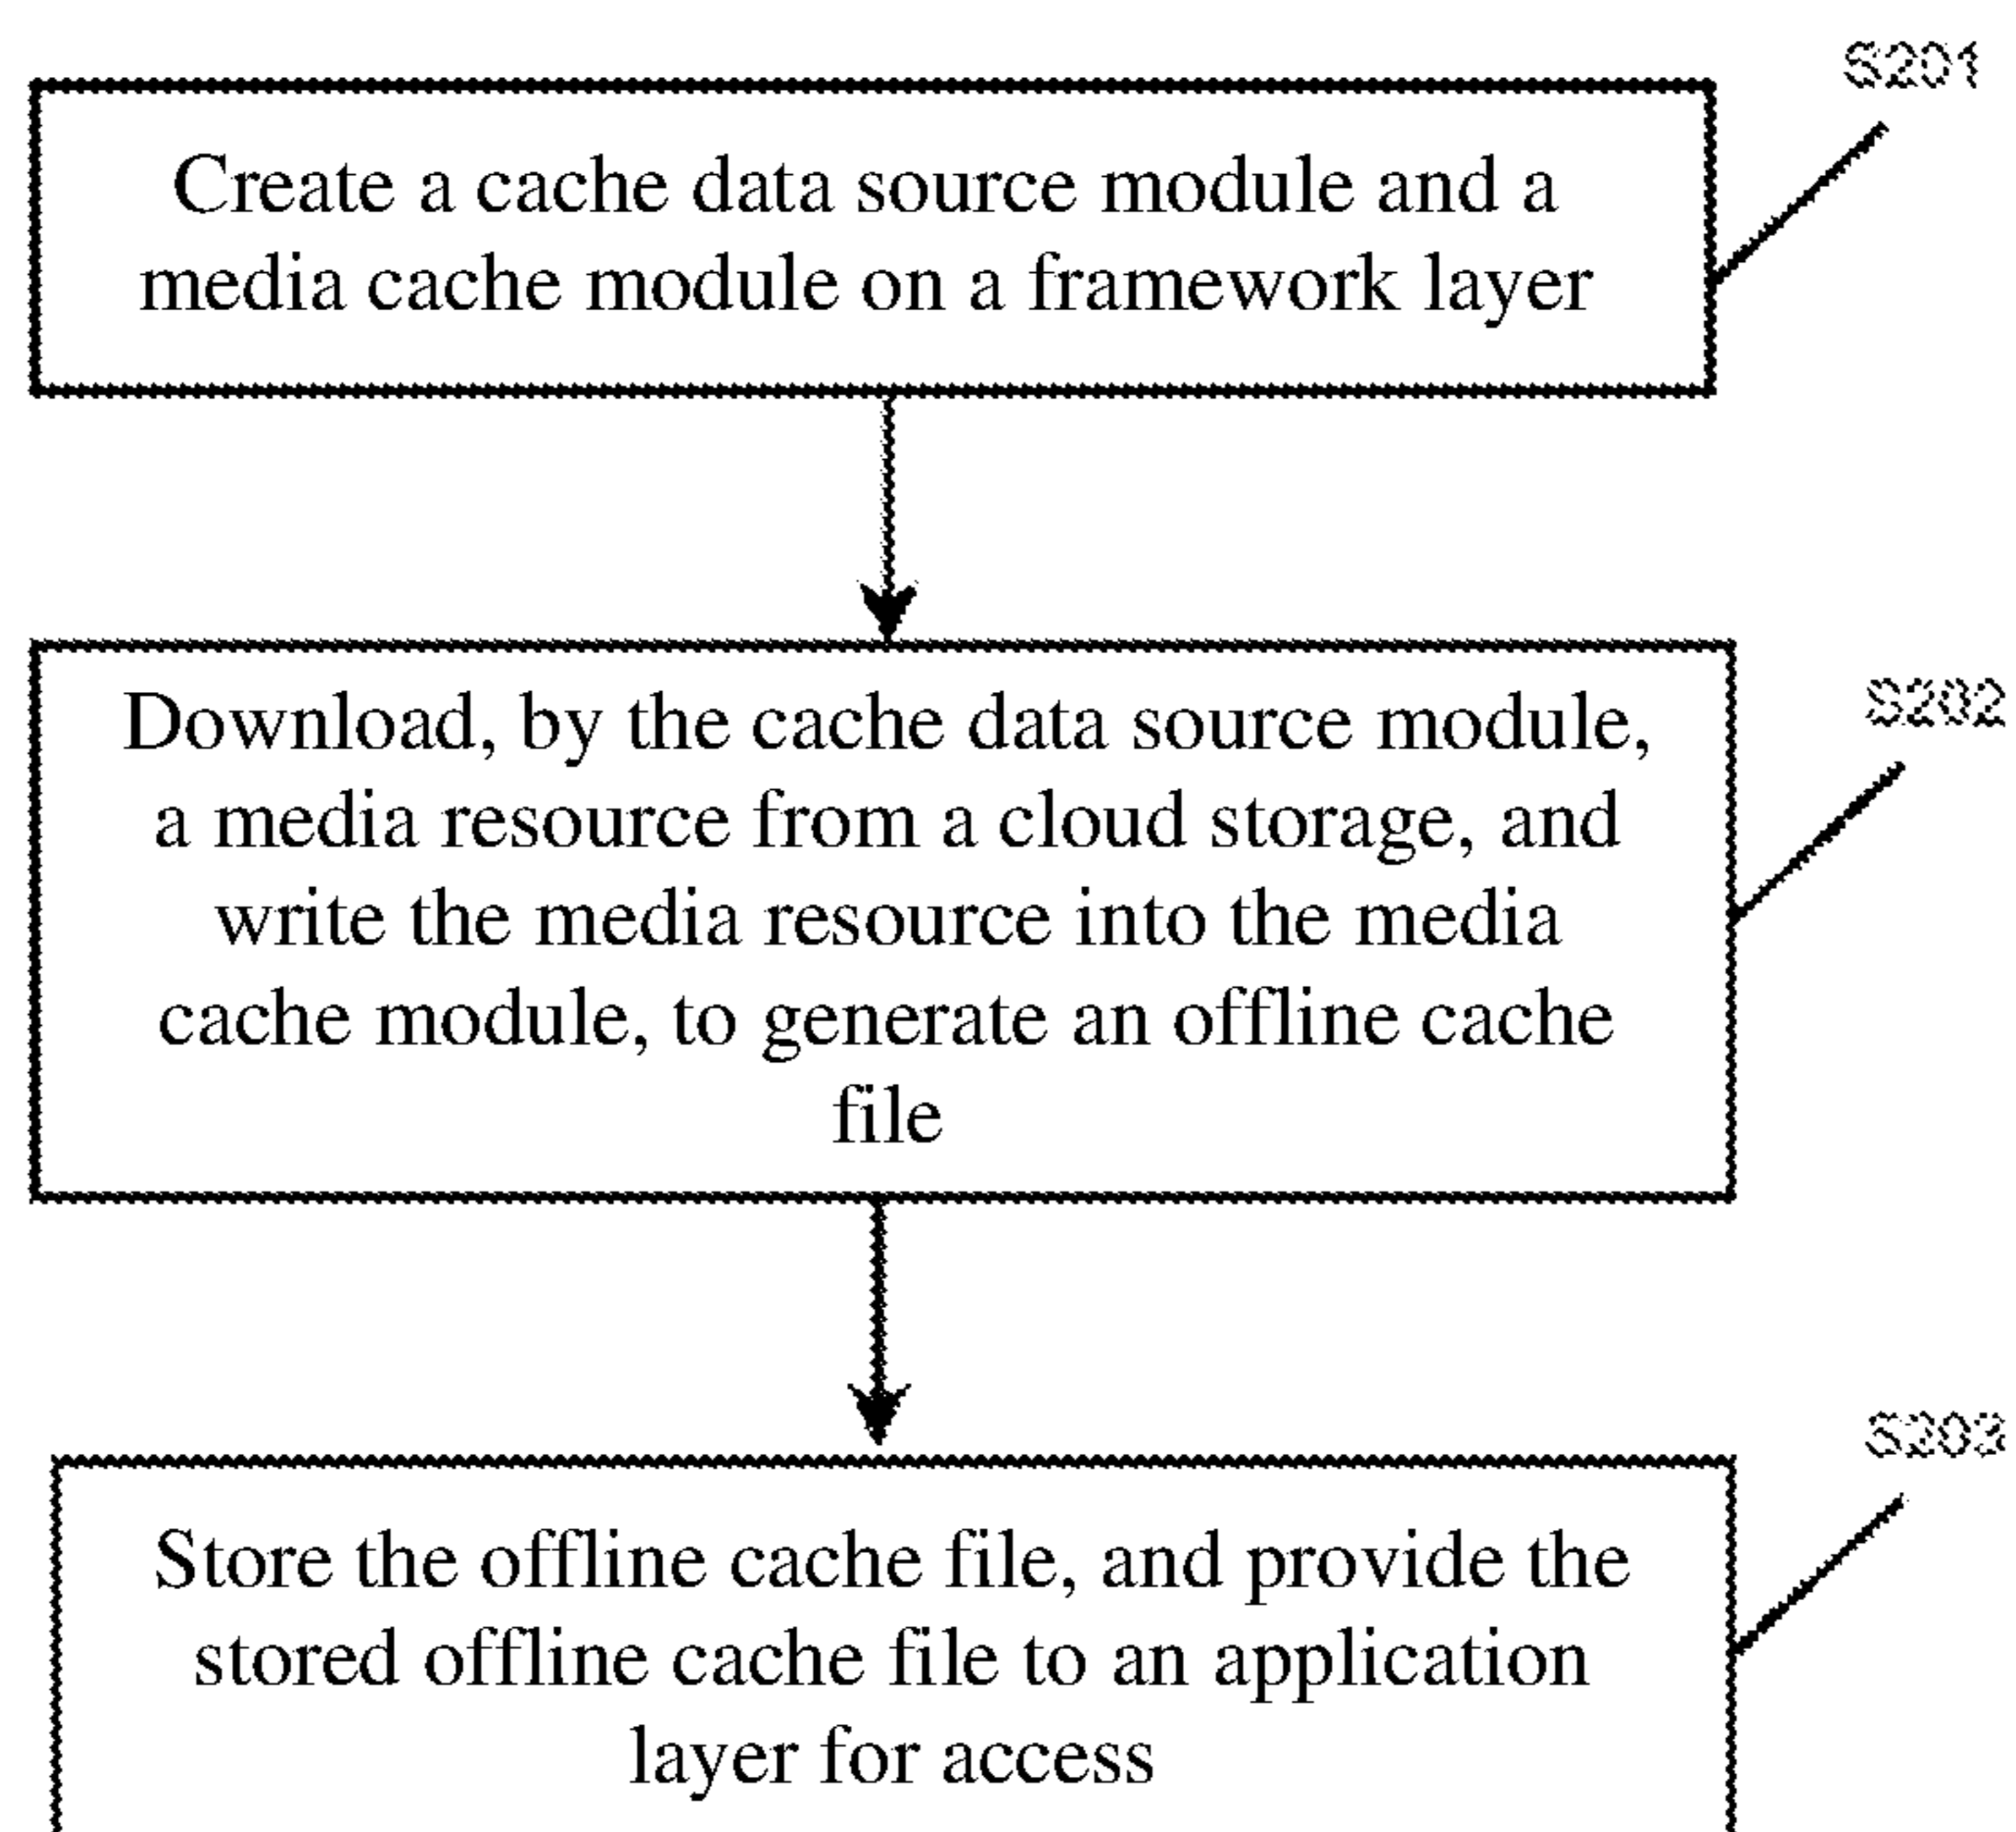 S201
Create a cache data source module and a
media cache module on a framework layer
S202
Download, by the cache data source module,
a media resource from a cloud storage, and
write the media resource into the media
cache module, to generate an offline cache
file
S203
Store the offline cache file, and provide the
stored offline cache file to an application
layer for access